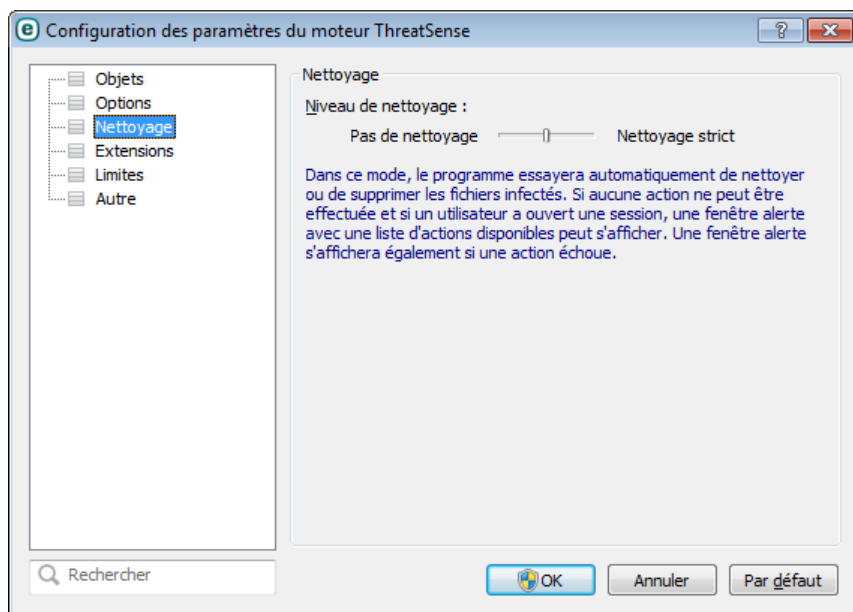 Configuration des paramètres du moteur ThreatSense
Objets
Options
Nettoyage
Extensions
Limites
Autre
Rechercher
Nettoyage
Niveau de nettoyage :
Pas de nettoyage Nettoyage strict
Dans ce mode, le programme essayera automatiquement de nettoyer
ou de supprimer les fichiers infectés. Si aucune action ne peut être
effectuée et si un utilisateur a ouvert une session, une fenêtre alerte
avec une liste d'actions disponibles peut s'afficher. Une fenêtre alerte
s'affichera également si une action échoue.
OK Annuler Par défaut